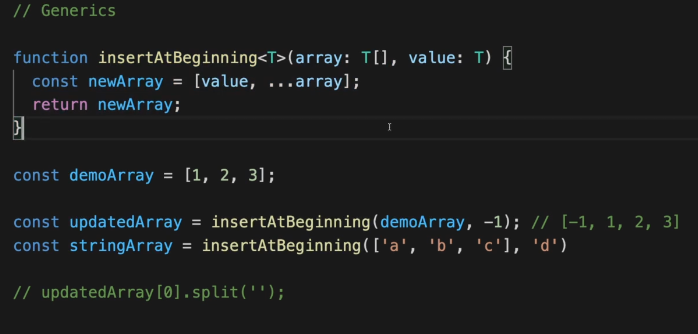 // Generics
function insertAtBeginning<T>(array: T[], value: T) {
const newArray = [value, ...array];
return newArray;
}
const demoArray = [1, 2, 3];
const updatedArray = insertAtBeginning(demoArray, -1); // [-1, 1, 2, 3]
const stringArray = insertAtBeginning(['a', 'b', 'c'], 'd')
// updatedArray[0].split('');